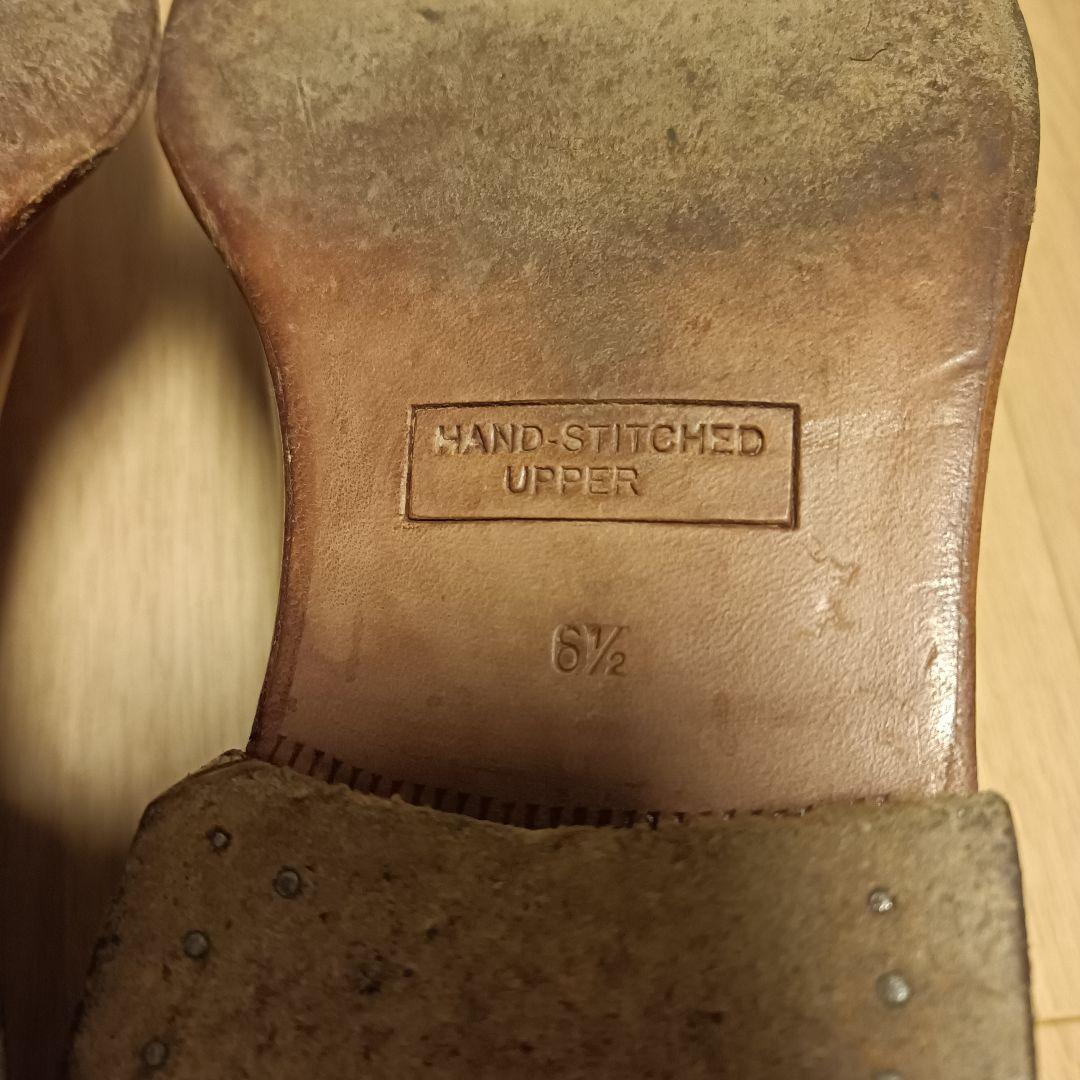 HAND-STITCHED
UPPER
6½